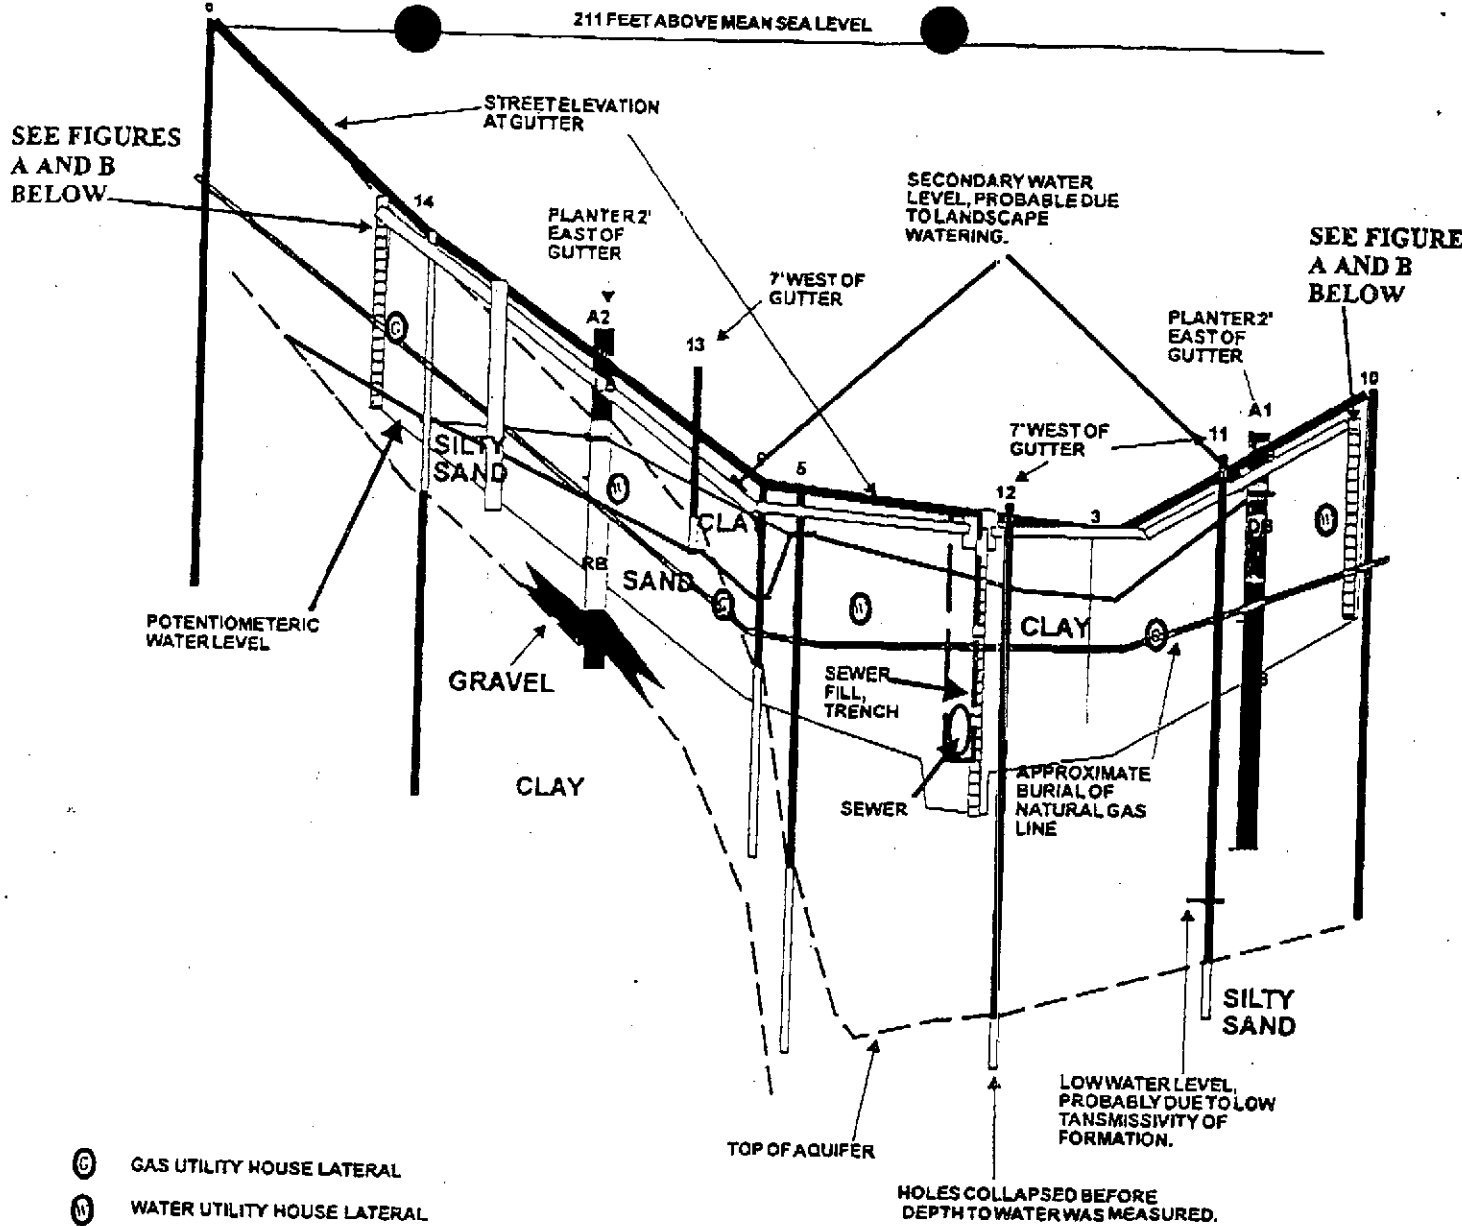 211 FEET ABOVE MEAN SEA LEVEL
STREET ELEVATION
AT GUTTER
SEE FIGURES
A AND B
BELOW
14
PLANTER 2'
EAST OF
GUTTER
A2
7' WEST OF
GUTTER
13
SECONDARY WATER
LEVEL, PROBABLE DUE
TO LANDSCAPE
WATERING.
SEE FIGURE
A AND B
BELOW
PLANTER 2'
EAST OF
GUTTER
A1
10
7' WEST OF
GUTTER
11
G
SILTY
SAND
W
5
12
3
CLA
W
RB
SAND
G
W
CLAY
G
POTENTIOMETERIC
WATER LEVEL
GRAVEL
SEWER
FILL,
TRENCH
CLAY
SEWER
APPROXIMATE
BURIAL OF
NATURAL GAS
LINE
SILTY
SAND
LOW WATER LEVEL,
PROBABLY DUE TO LOW
TANSMISSIVITY OF
FORMATION.
TOP OF AQUIFER
G GAS UTILITY HOUSE LATERAL
W WATER UTILITY HOUSE LATERAL
HOLES COLLAPSED BEFORE
DEPTH TO WATER WAS MEASURED.